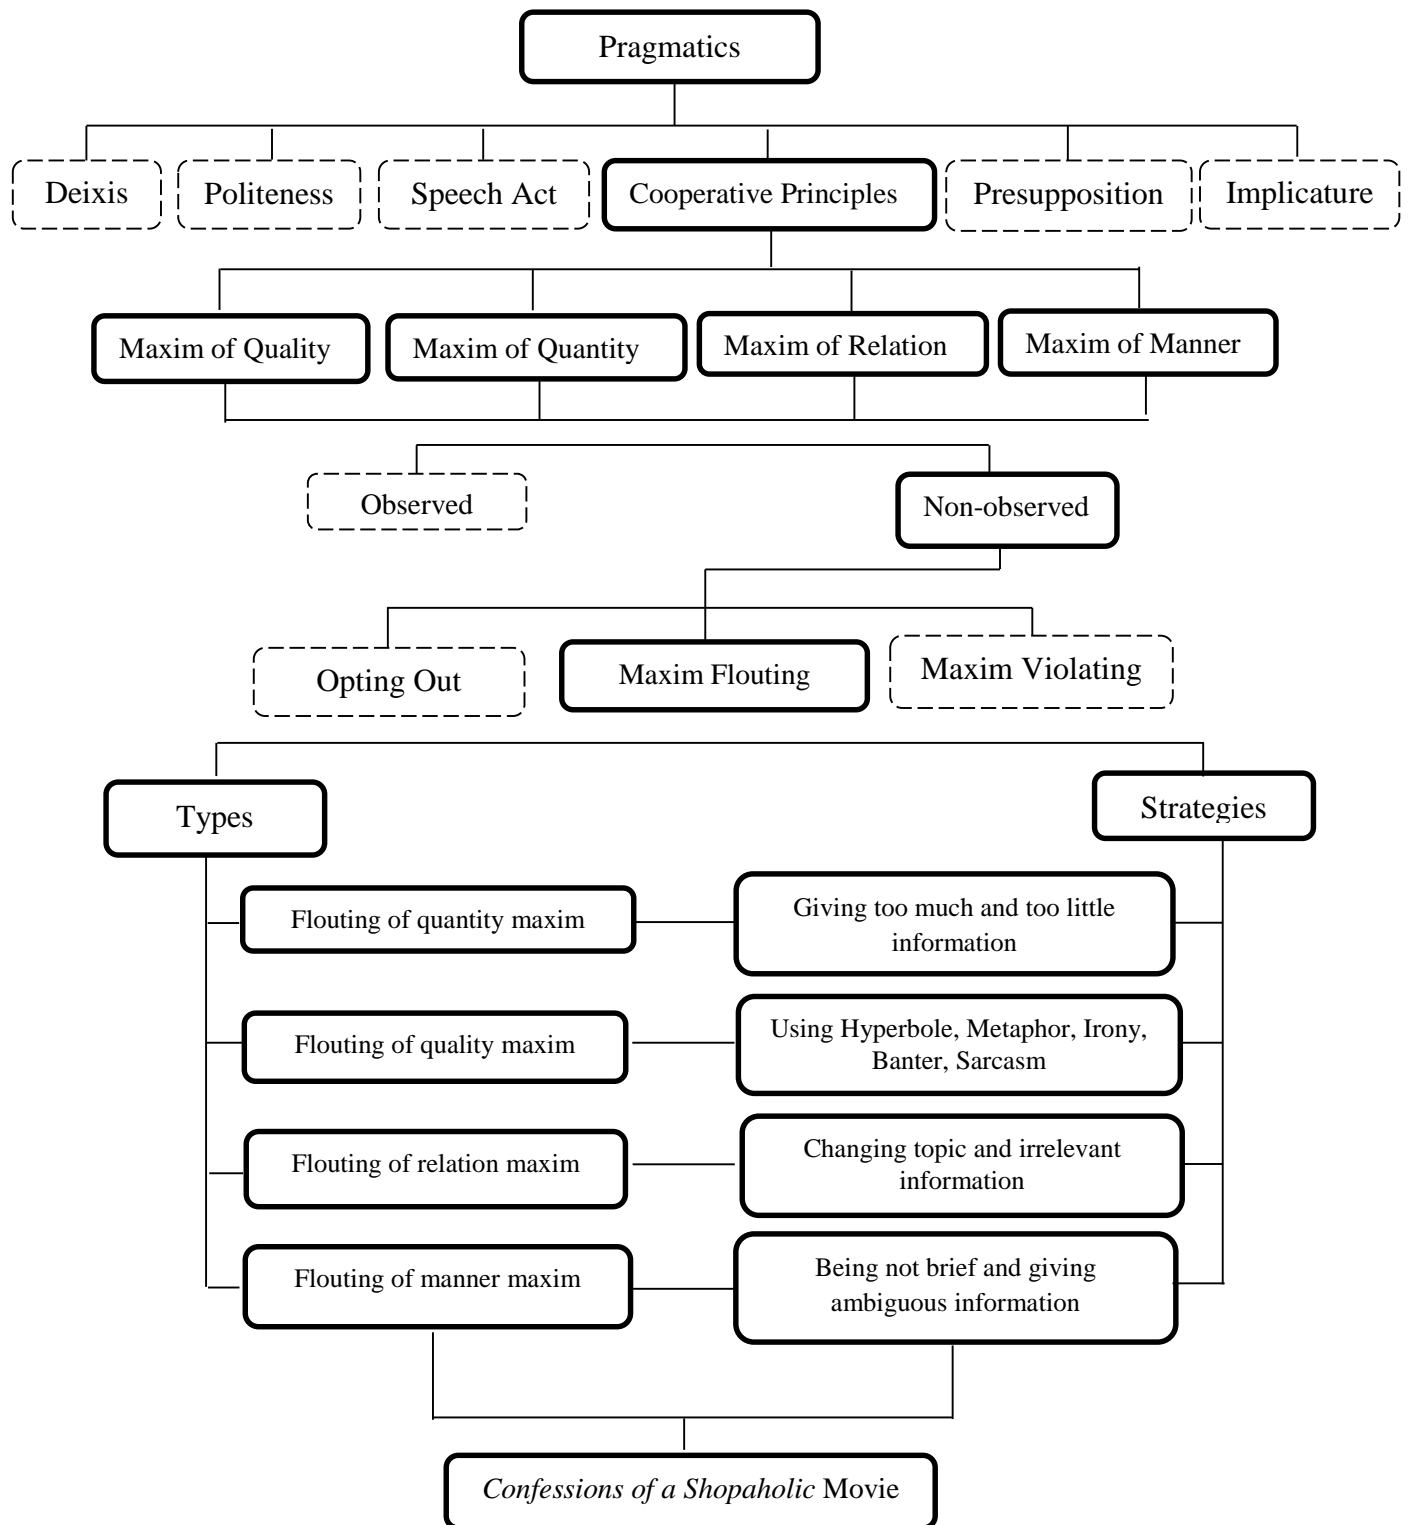 Pragmatics
Deixis
Politeness
Speech Act
Cooperative Principles
Presupposition
Implicature
Maxim of Quality
Maxim of Quantity
Maxim of Relation
Maxim of Manner
Observed
Non-observed
Opting Out
Maxim Flouting
Maxim Violating
Types
Strategies
Flouting of quantity maxim
Giving too much and too little
information
Flouting of quality maxim
Using Hyperbole, Metaphor, Irony,
Banter, Sarcasm
Flouting of relation maxim
Changing topic and irrelevant
information
Flouting of manner maxim
Being not brief and giving
ambiguous information
Confessions of a Shopaholic Movie